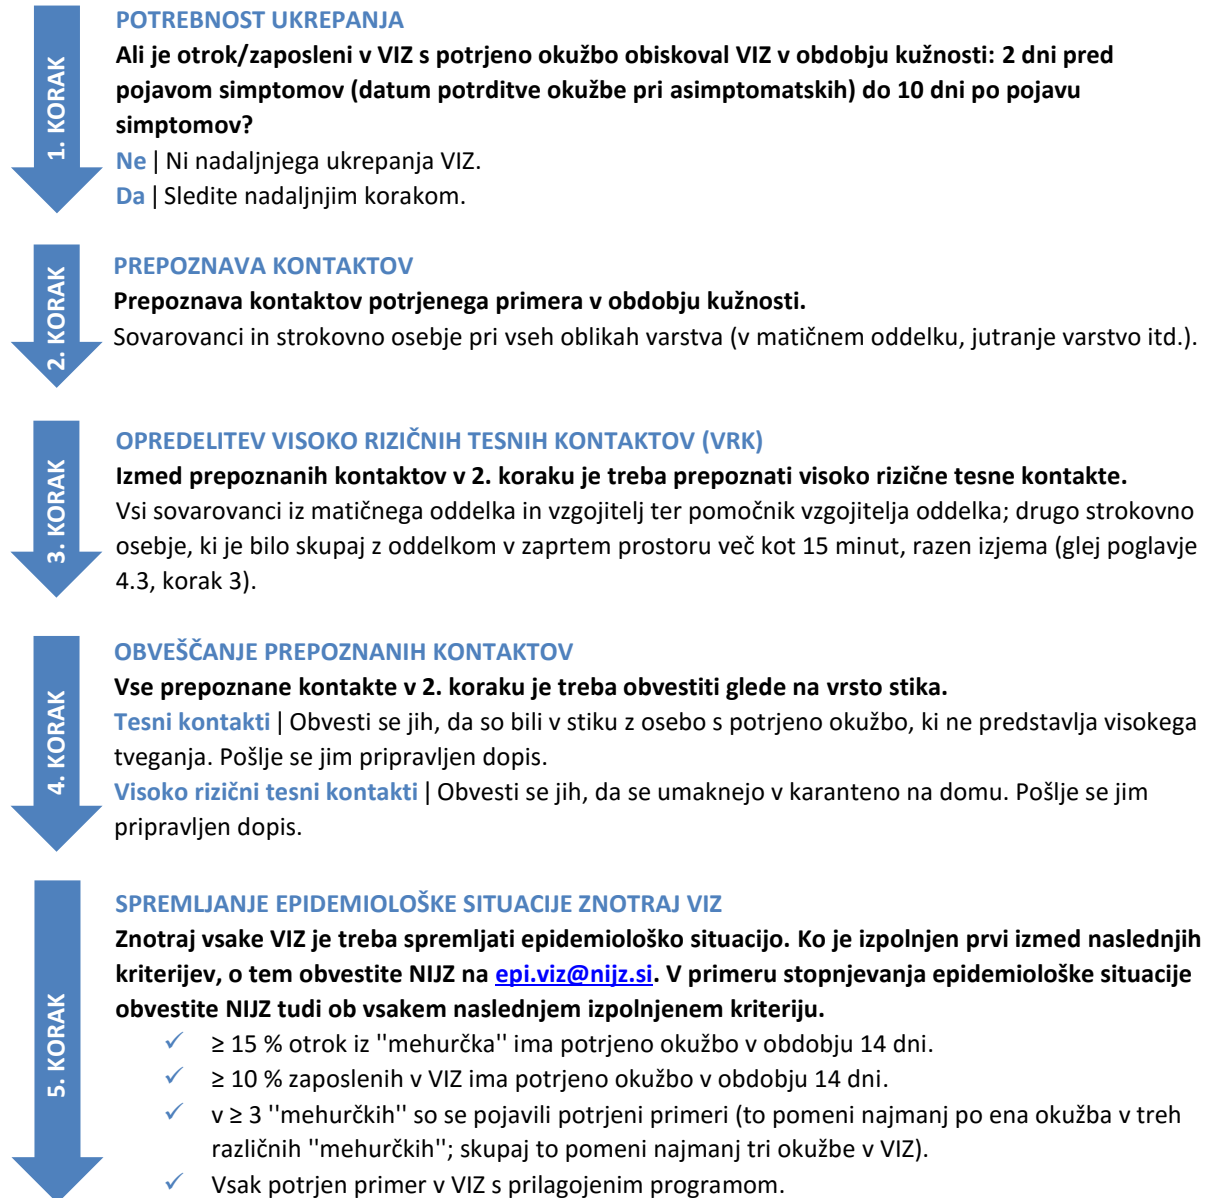 1. KORAK
POTREBNOST UKREPANJA
Ali je otrok/zaposleni v VIZ s potrjeno okužbo obiskoval VIZ v obdobju kužnosti: 2 dni pred
pojavom simptomov (datum potrditve okužbe pri asimptomatskih) do 10 dni po pojavu
simptomov?
Ne | Ni nadaljnjega ukrepanja VIZ.
Da | Sledite nadaljnjim korakom.
2. KORAK
PREPOZNAVA KONTAKTOV
Prepoznava kontaktov potrjenega primera v obdobju kužnosti.
Sovarovanci in strokovno osebje pri vseh oblikah varstva (v matičnem oddelku, jutranje varstvo itd.).
3. KORAK
OPREDELITEV VISOKO RIZIČNIH TESNIH KONTAKTOV (VRK)
Izmed prepoznanih kontaktov v 2. koraku je treba prepoznati visoko rizične tesne kontakte.
Vsi sovarovanci iz matičnega oddelka in vzgojitelj ter pomočnik vzgojitelja oddelka; drugo strokovno
osebje, ki je bilo skupaj z oddelkom v zaprtem prostoru več kot 15 minut, razen izjema (glej poglavje
4.3, korak 3).
4. KORAK
OBVEŠČANJE PREPOZNANIH KONTAKTOV
Vse prepoznane kontakte v 2. koraku je treba obvestiti glede na vrsto stika.
Tesni kontakti | Obvesti se jih, da so bili v stiku z osebo s potrjeno okužbo, ki ne predstavlja visokega
tveganja. Pošlje se jim pripravljen dopis.
Visoko rizični tesni kontakti | Obvesti se jih, da se umaknejo v karanteno na domu. Pošlje se jim
pripravljen dopis.
5. KORAK
SPREMLJANJE EPIDEMIOLOŠKE SITUACIJE ZNOTRAJ VIZ
Znotraj vsake VIZ je treba spremljati epidemiološko situacijo. Ko je izpolnjen prvi izmed naslednjih
kriterijev, o tem obvestite NIJZ na epi.viz@nijz.si. V primeru stopnjevanja epidemiološke situacije
obvestite NIJZ tudi ob vsakem naslednjem izpolnjenem kriteriju.
✓ ≥ 15 % otrok iz ''mehurčka'' ima potrjeno okužbo v obdobju 14 dni.
✓ ≥ 10 % zaposlenih v VIZ ima potrjeno okužbo v obdobju 14 dni.
✓ v ≥ 3 ''mehurčkih'' so se pojavili potrjeni primeri (to pomeni najmanj po ena okužba v treh
različnih ''mehurčkih''; skupaj to pomeni najmanj tri okužbe v VIZ).
✓ Vsak potrjen primer v VIZ s prilagojenim programom.